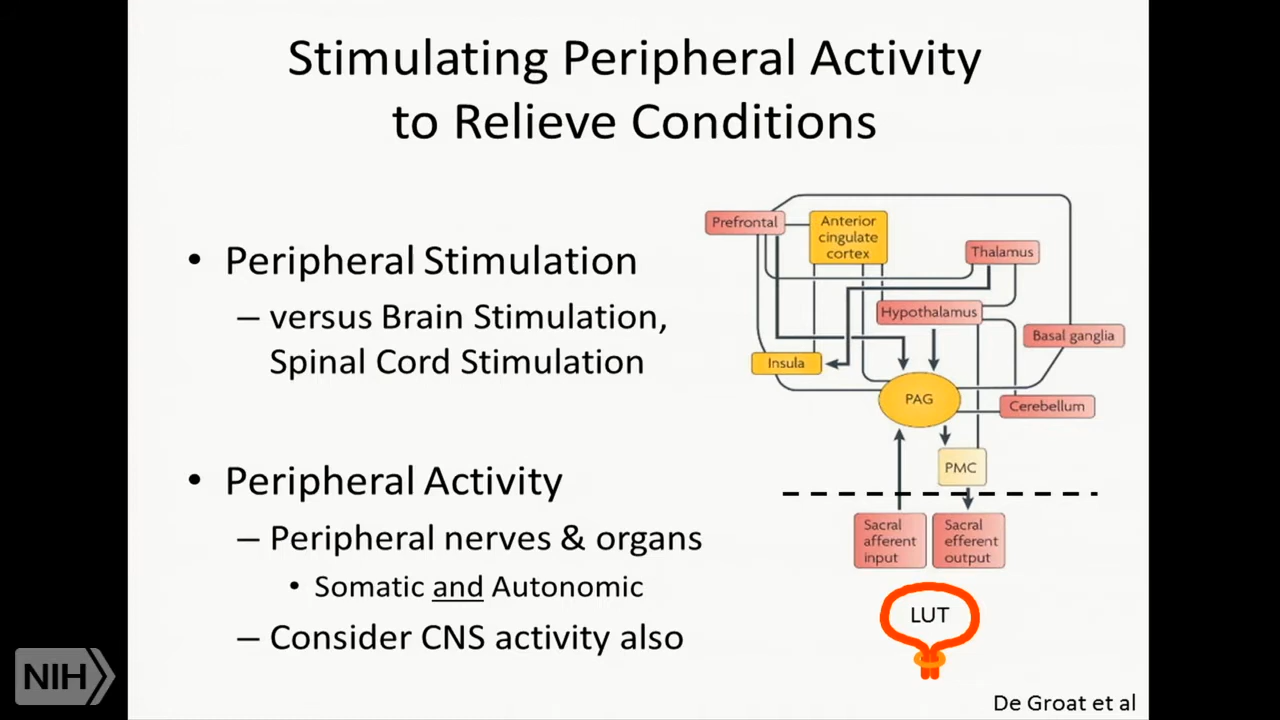 Stimulating Peripheral Activity
to Relieve Conditions
• Peripheral Stimulation
– versus Brain Stimulation,
Spinal Cord Stimulation
• Peripheral Activity
– Peripheral nerves & organs
• Somatic and Autonomic
– Consider CNS activity also
Prefrontal
Anterior
cingulate
cortex
Thalamus
Hypothalamus
Basal ganglia
Insula
PAG
Cerebellum
PMC
Sacral
afferent
input
Sacral
efferent
output
LUT
De Groat et al
NIH